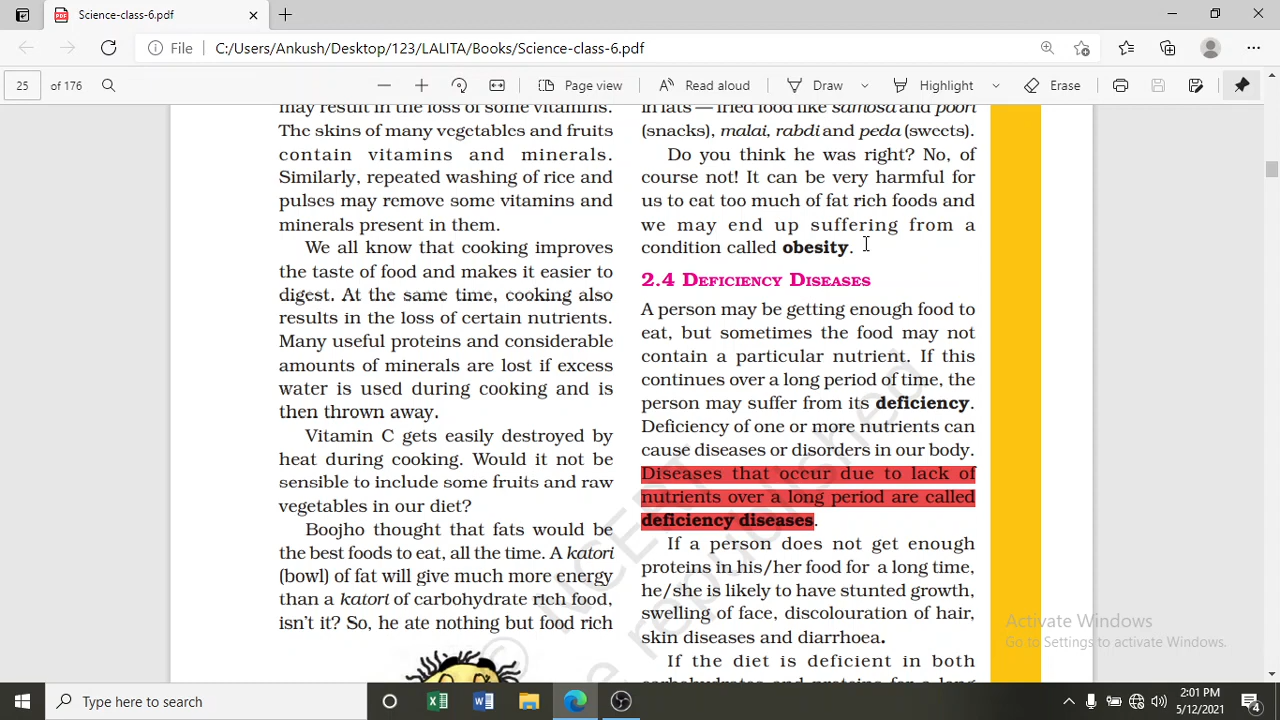 Science-class-6.pdf
File
C:/Users/Ankush/Desktop/123/LALITA/Books/Science-class-6.pdf
25
of 176
Page view
Read aloud
Draw
Highlight
Erase
may result in the loss of some vitamins.
The skins of many vegetables and fruits
contain vitamins and minerals.
Similarly, repeated washing of rice and
pulses may remove some vitamins and
minerals present in them.
We all know that cooking improves
the taste of food and makes it easier to
digest. At the same time, cooking also
results in the loss of certain nutrients.
Many useful proteins and considerable
amounts of minerals are lost if excess
water is used during cooking and is
then thrown away.
Vitamin C gets easily destroyed by
heat during cooking. Would it not be
sensible to include some fruits and raw
vegetables in our diet?
Boojho thought that fats would be
the best foods to eat, all the time. A katori
(bowl) of fat will give much more energy
than a katori of carbohydrate rich food,
isn't it? So, he ate nothing but food rich
in fats — fried food like samosa and poori
(snacks), malai, rabdi and peda (sweets).
Do you think he was right? No, of
course not! It can be very harmful for
us to eat too much of fat rich foods and
we may end up suffering from a
condition called obesity.
2.4 Deficiency Diseases
A person may be getting enough food to
eat, but sometimes the food may not
contain a particular nutrient. If this
continues over a long period of time, the
person may suffer from its deficiency.
Deficiency of one or more nutrients can
cause diseases or disorders in our body.
Diseases that occur due to lack of
nutrients over a long period are called
deficiency diseases.
If a person does not get enough
proteins in his/her food for a long time,
he/she is likely to have stunted growth,
swelling of face, discolouration of hair,
skin diseases and diarrhoea.
If the diet is deficient in both
carbohydrates and proteins for a long
© NCERT
be republished
Activate Windows
Go to Settings to activate Windows.
Type here to search
2:01 PM
5/12/2021
4